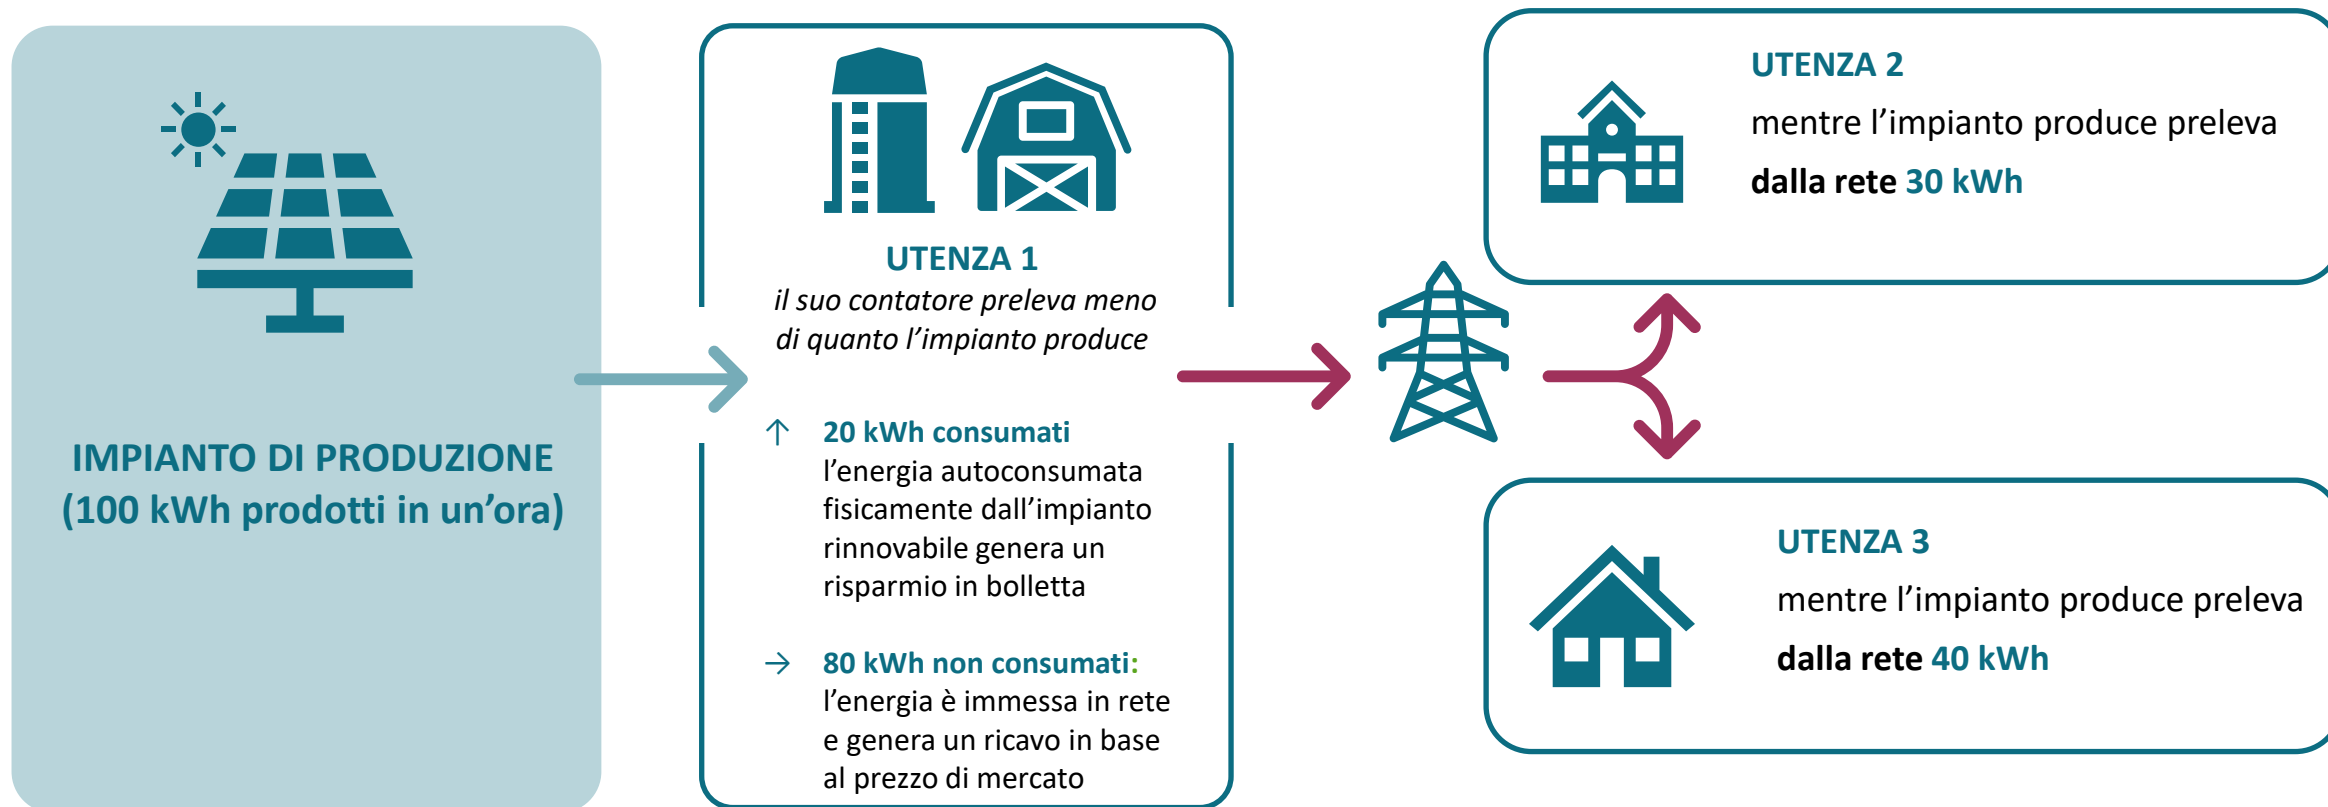 IMPIANTO DI PRODUZIONE
(100 kWh prodotti in un’ora)
UTENZA 1
il suo contatore preleva meno
di quanto l’impianto produce
20 kWh consumati
l’energia autoconsumata
fisicamente dall’impianto
rinnovabile genera un
risparmio in bolletta
80 kWh non consumati:
l’energia è immessa in rete
e genera un ricavo in base
al prezzo di mercato
UTENZA 2
mentre l’impianto produce preleva
dalla rete 30 kWh
UTENZA 3
mentre l’impianto produce preleva
dalla rete 40 kWh